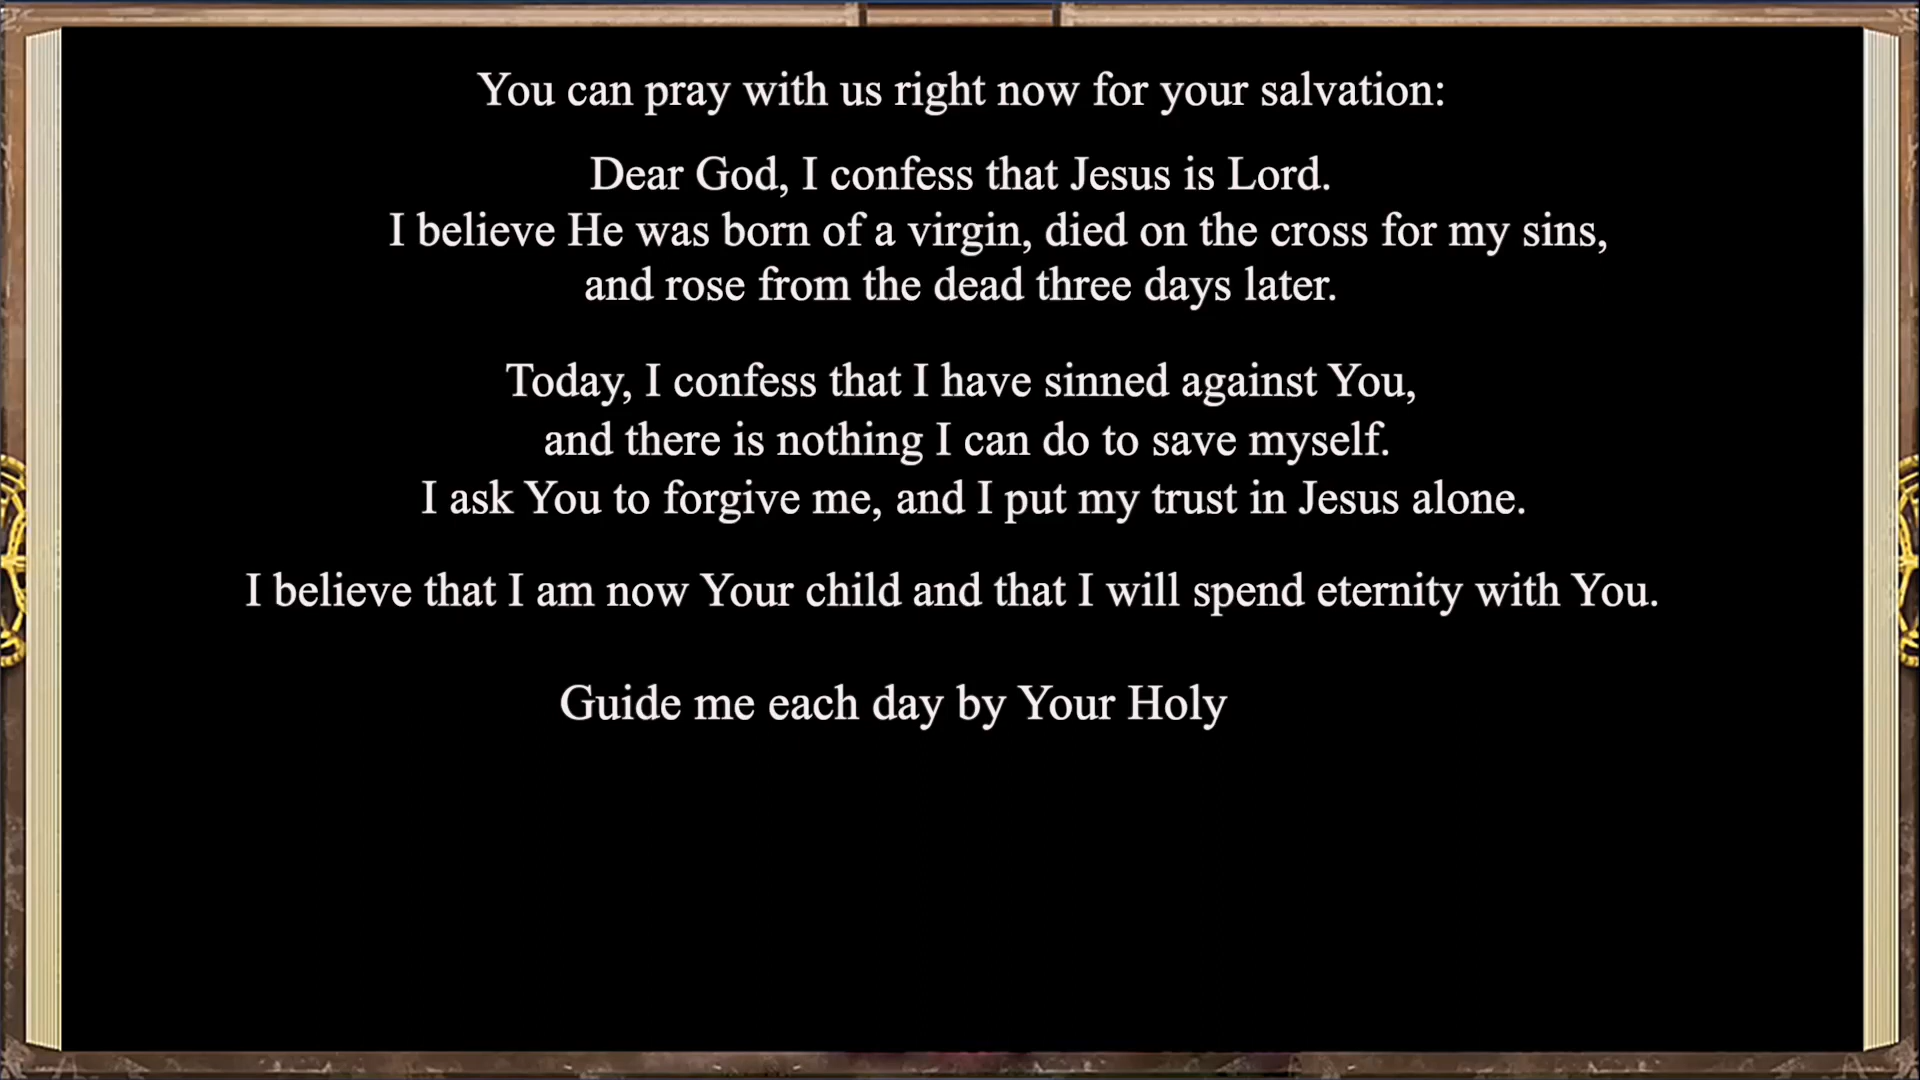 You can pray with us right now for your salvation:
Dear God, I confess that Jesus is Lord.
I believe He was born of a virgin, died on the cross for my sins,
and rose from the dead three days later.
Today, I confess that I have sinned against You,
and there is nothing I can do to save myself.
I ask You to forgive me, and I put my trust in Jesus alone.
I believe that I am now Your child and that I will spend eternity with You.
Guide me each day by Your Holy